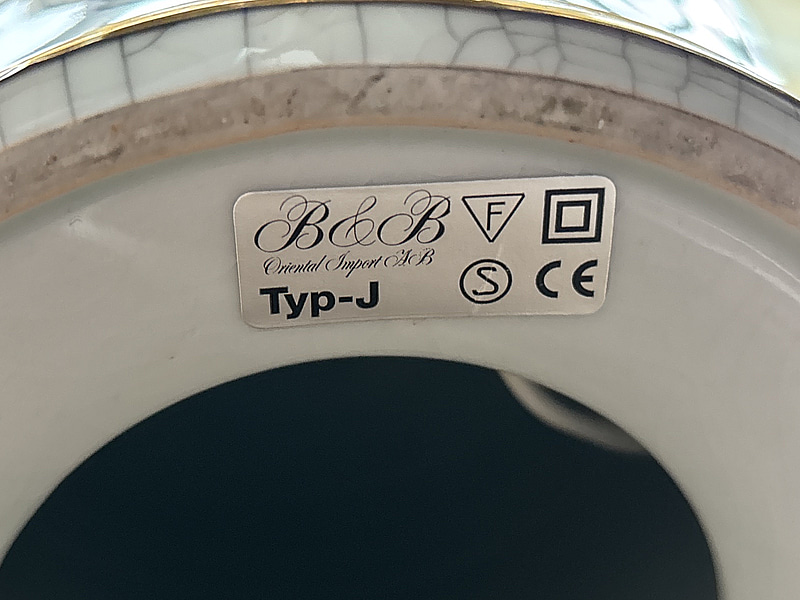 B&B
Oriental Import AB
Typ-J
F
S
CE